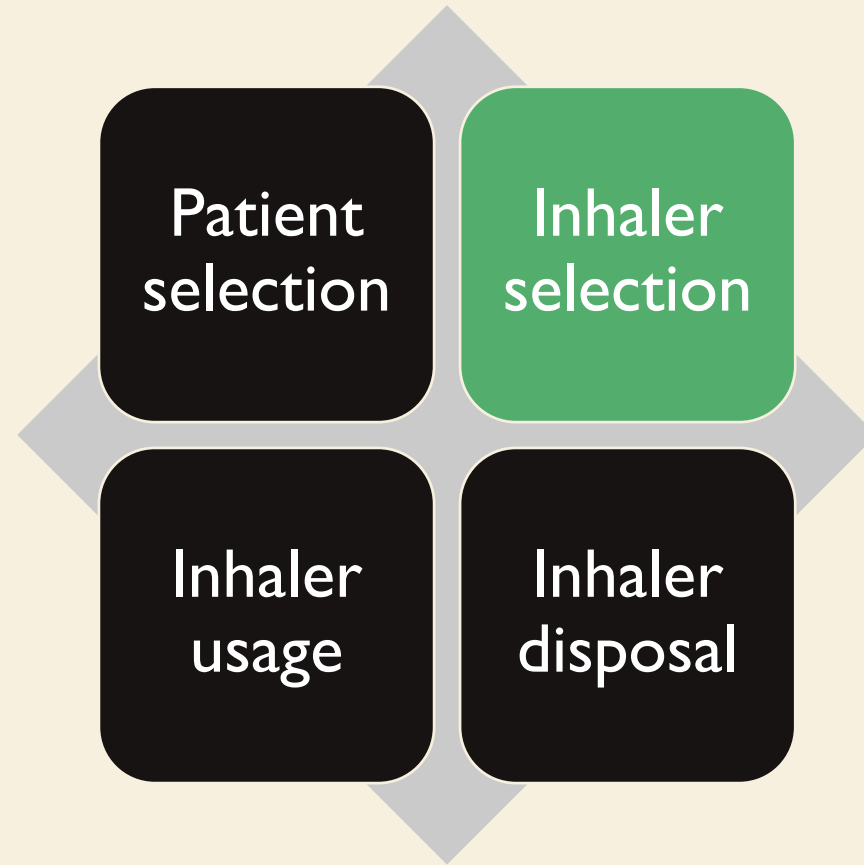 Patient
selection
Inhaler
selection
Inhaler
usage
Inhaler
disposal